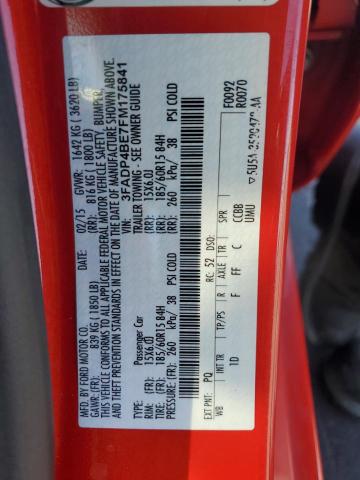 MFD. BY FORD MOTOR CO.
DATE: 02/15 GVWR: 1642 KG ( 3620 LB)
GAWR: (FR): 839 KG ( 1850 LB) (RR): 816 KG ( 1800 LB)
THIS VEHICLE CONFORMS TO ALL APPLICABLE FEDERAL MOTOR VEHICLE SAFETY, BUMPER,
AND THEFT PREVENTION STANDARDS IN EFFECT ON THE DATE OF MANUFACTURE SHOWN ABOVE.
VIN: 3FADP4BE7FM175841
TYPE: Passenger Car TRAILER TOWING - SEE OWNER GUIDE
RIM: (FR): 15X6.0J (RR): 15X6.0J
TIRE: (FR): 185/60R15 84H (RR): 185/60R15 84H
PRESSURE: (FR): 260 kPa/ 38 PSI COLD (RR): 260 kPa/ 38 PSI COLD
F0092
R0070
EXT PNT: PQ RC: 52 DSO:
WB INT TR TP/PS R AXLE TR SPR
1D F FF C CCBB
UMU